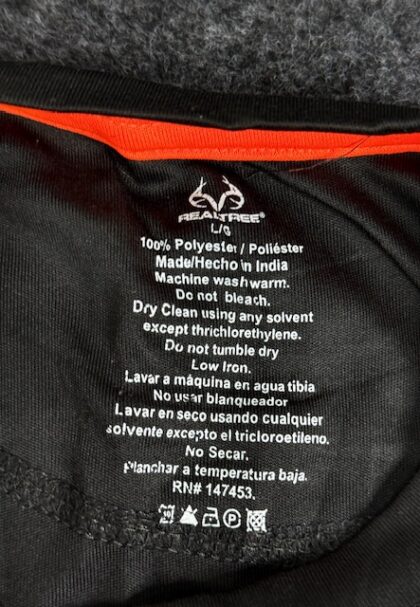 REALTREE®
L/G
100% Polyester / Poliéster
Made/Hecho in India
Machine wash warm.
Do not bleach.
Dry Clean using any solvent
except thrichlorethylene.
Do not tumble dry
Low Iron.
Lavar a máquina en agua tibia
No usar blanqueador
Lavar en seco usando cualquier
solvente excepto el tricloroetileno.
No Secar.
Planchar a temperatura baja.
RN# 147453.